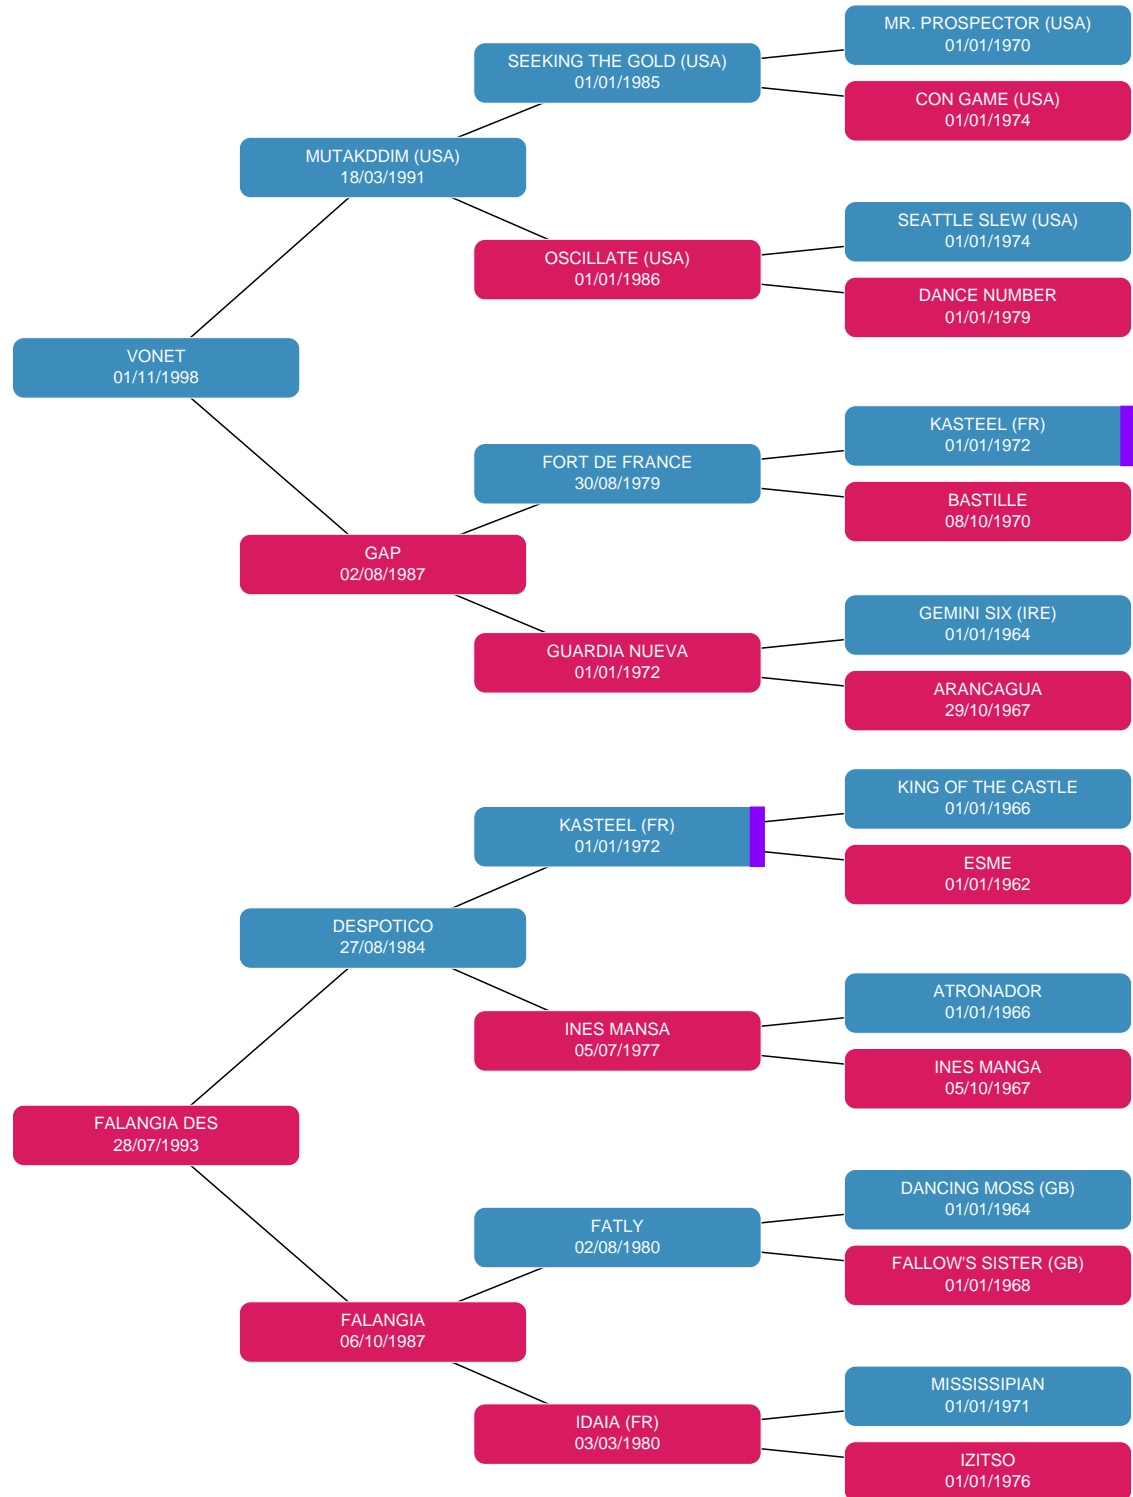 MR. PROSPECTOR (USA)
01/01/1970
SEEKING THE GOLD (USA)
01/01/1985
CON GAME (USA)
01/01/1974
MUTAKDDIM (USA)
18/03/1991
SEATTLE SLEW (USA)
01/01/1974
OSCILLATE (USA)
01/01/1986
DANCE NUMBER
01/01/1979
VONET
01/11/1998
KASTEEL (FR)
01/01/1972
FORT DE FRANCE
30/08/1979
BASTILLE
08/10/1970
GAP
02/08/1987
GEMINI SIX (IRE)
01/01/1964
GUARDIA NUEVA
01/01/1972
ARANCAGUA
29/10/1967
KING OF THE CASTLE
01/01/1966
KASTEEL (FR)
01/01/1972
ESME
01/01/1962
DESPOTICO
27/08/1984
ATRONADOR
01/01/1966
INES MANSA
05/07/1977
INES MANGA
05/10/1967
FALANGIA DES
28/07/1993
DANCING MOSS (GB)
01/01/1964
FATLY
02/08/1980
FALLOW'S SISTER (GB)
01/01/1968
FALANGIA
06/10/1987
MISSISSIPIAN
01/01/1971
IDAIA (FR)
03/03/1980
IZITSO
01/01/1976